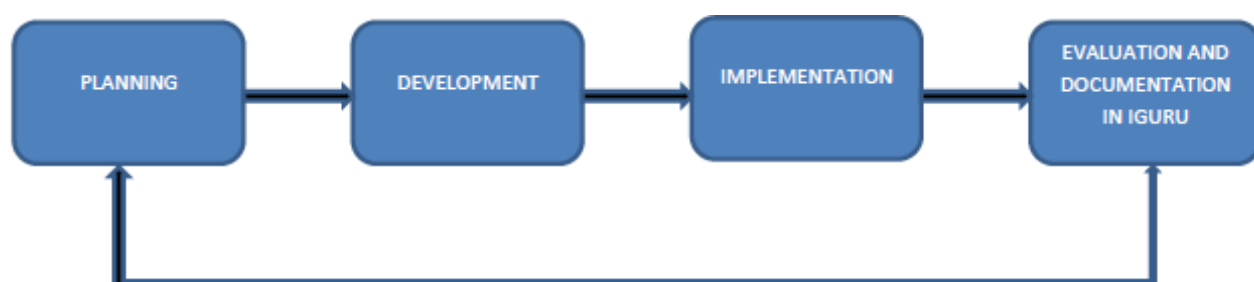 PLANNING
DEVELOPMENT
IMPLEMENTATION
EVALUATION AND
DOCUMENTATION
IN IGURU